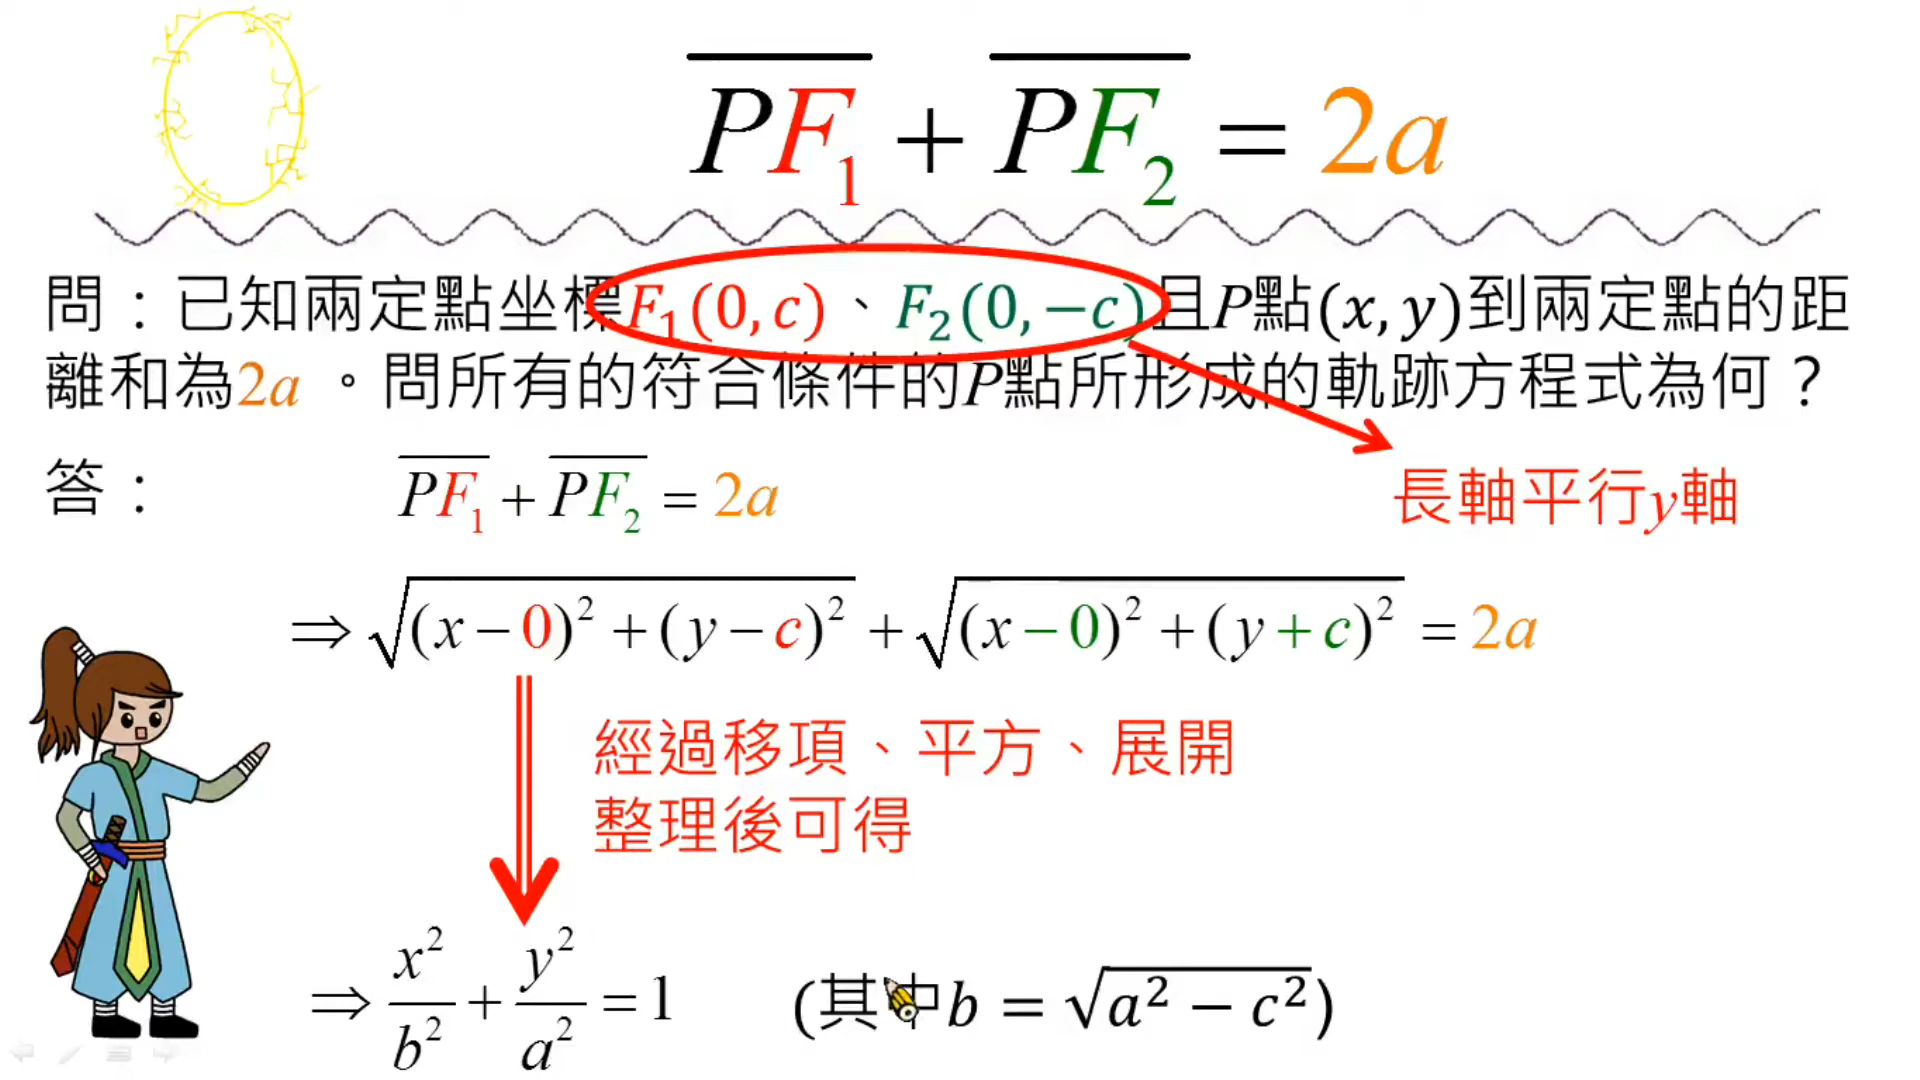 PF₁ + PF₂ = 2a
問：已知兩定點坐標F₁(0, c)、F₂(0, −c)且P點(x, y)到兩定點的距
離和為2a。問所有的符合條件的P點所形成的軌跡方程式為何？
答：
PF₁ + PF₂ = 2a
長軸平行y軸
⇒ √((x − 0)² + (y − c)²) + √((x − 0)² + (y + c)²) = 2a
經過移項、平方、展開
整理後可得
⇒ x²/b² + y²/a² = 1
(其中b = √(a² − c²))